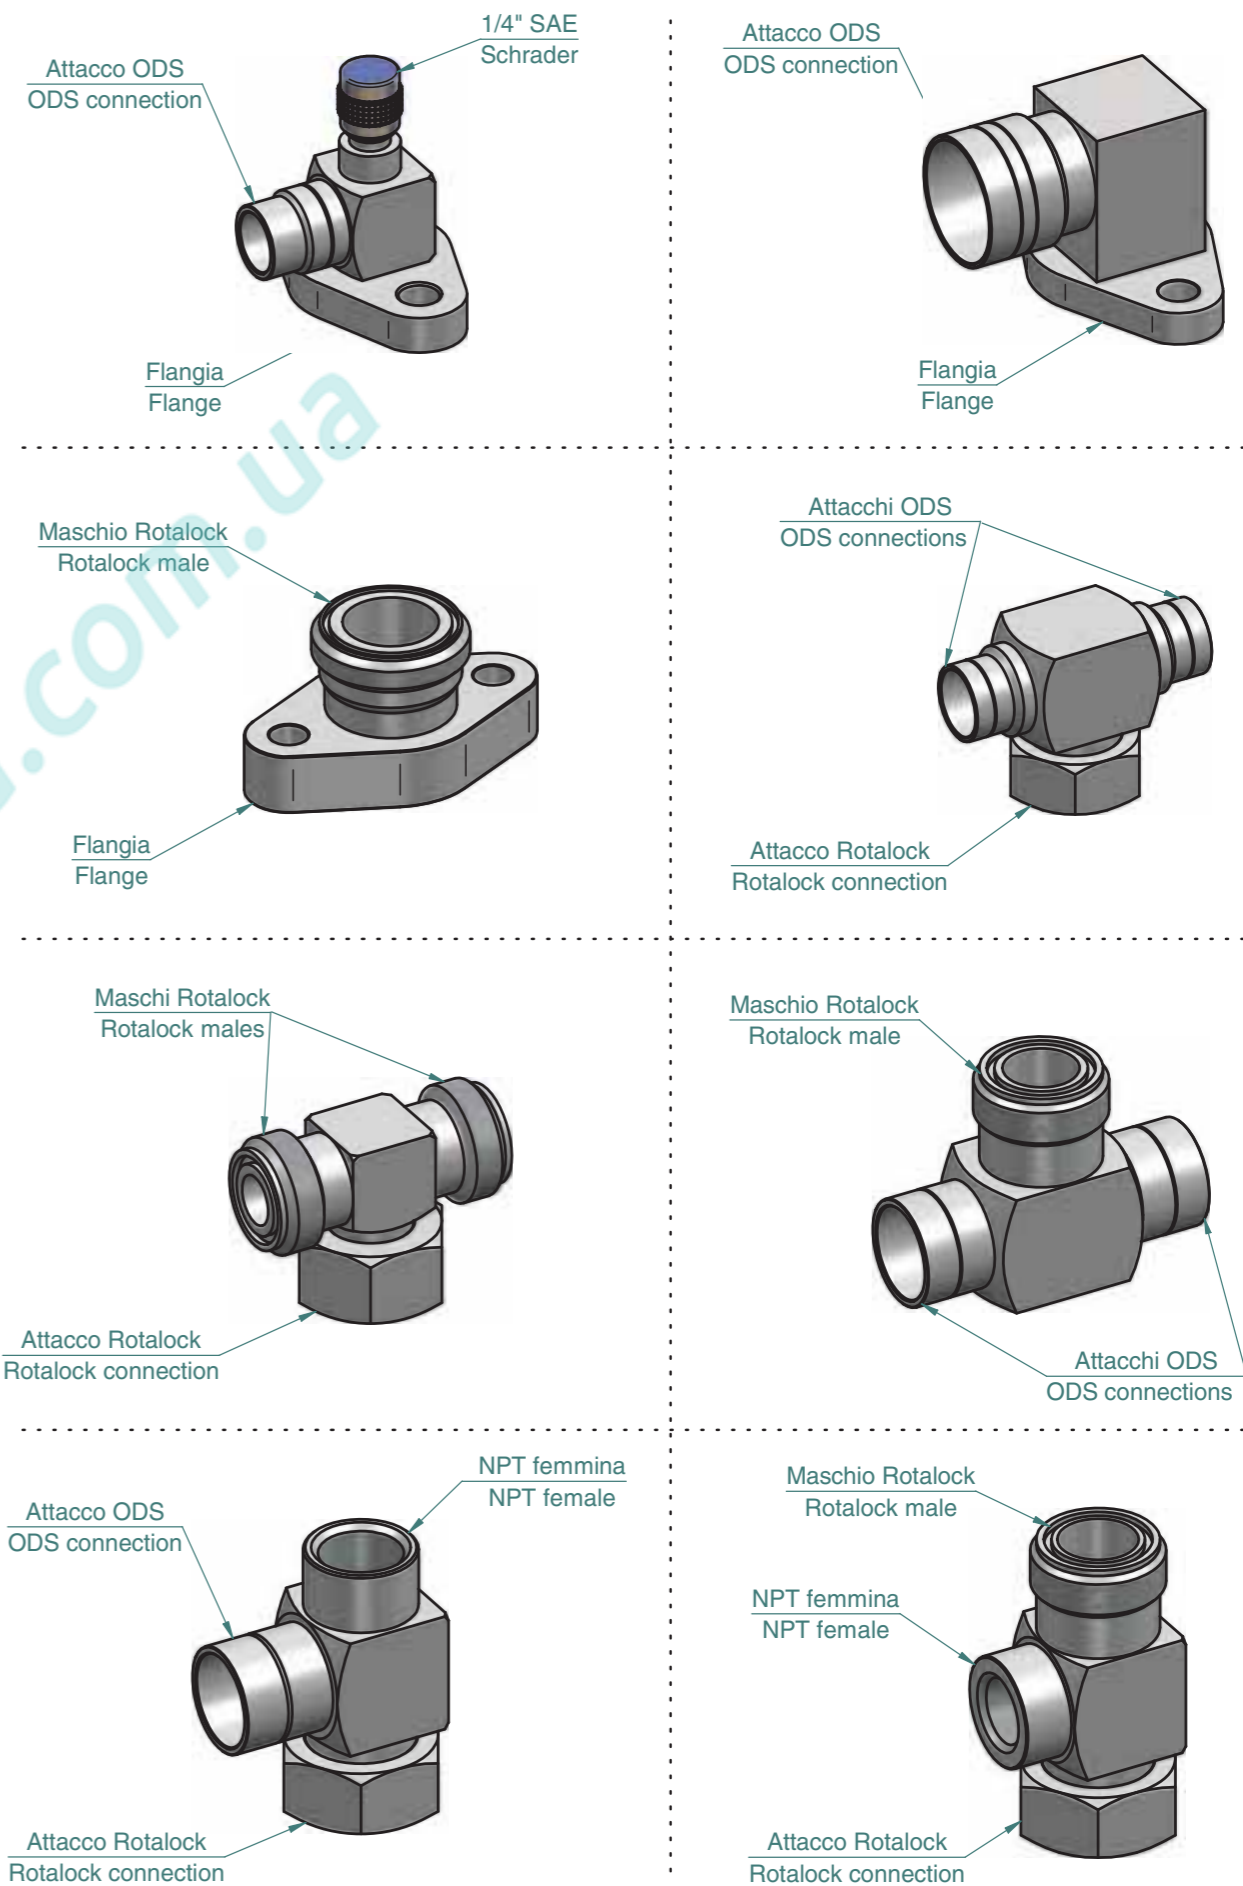 Attacco ODS
ODS connection
1/4" SAE
Schrader
Flangia
Flange
Attacco ODS
ODS connection
Flangia
Flange
Maschio Rotalock
Rotalock male
Flangia
Flange
Attacchi ODS
ODS connections
Attacco Rotalock
Rotalock connection
Maschi Rotalock
Rotalock males
Attacco Rotalock
Rotalock connection
Maschio Rotalock
Rotalock male
Attacchi ODS
ODS connections
NPT femmina
NPT female
Attacco ODS
ODS connection
Attacco Rotalock
Rotalock connection
Maschio Rotalock
Rotalock male
NPT femmina
NPT female
Attacco Rotalock
Rotalock connection
.com.ua